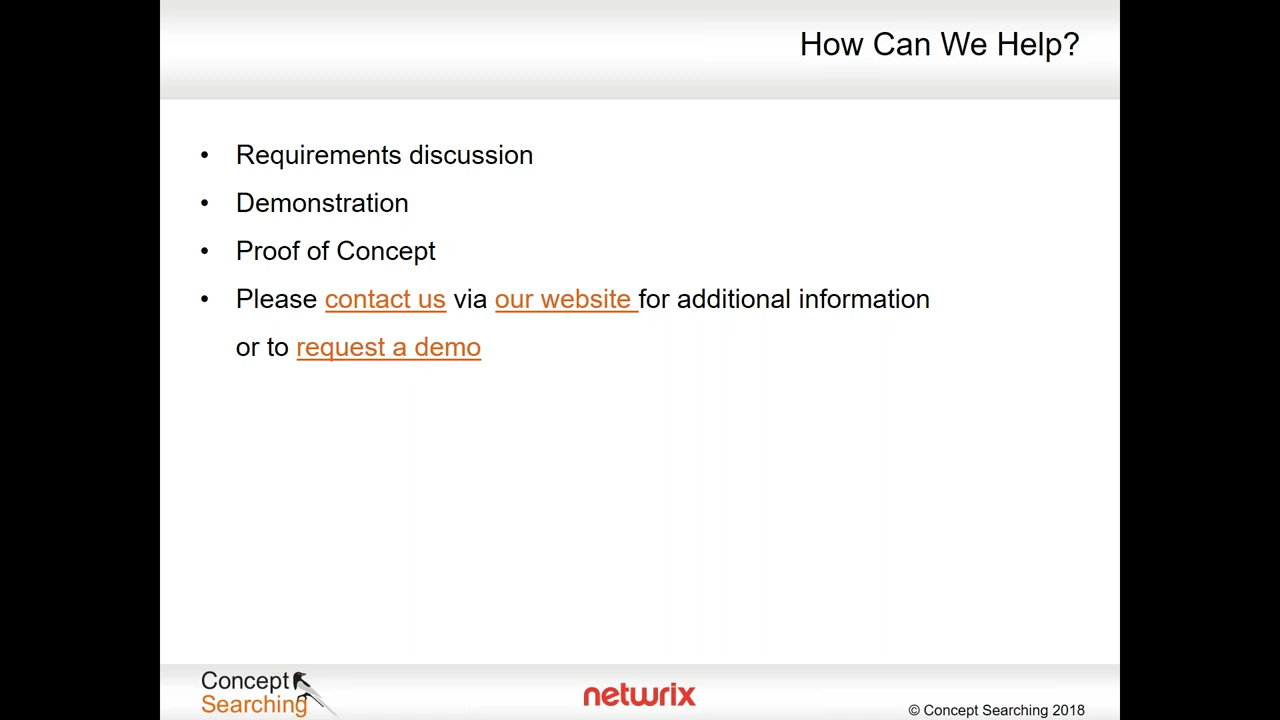 How Can We Help?
• Requirements discussion
• Demonstration
• Proof of Concept
• Please contact us via our website for additional information
or to request a demo
Concept
Searching
netwrix
© Concept Searching 2018